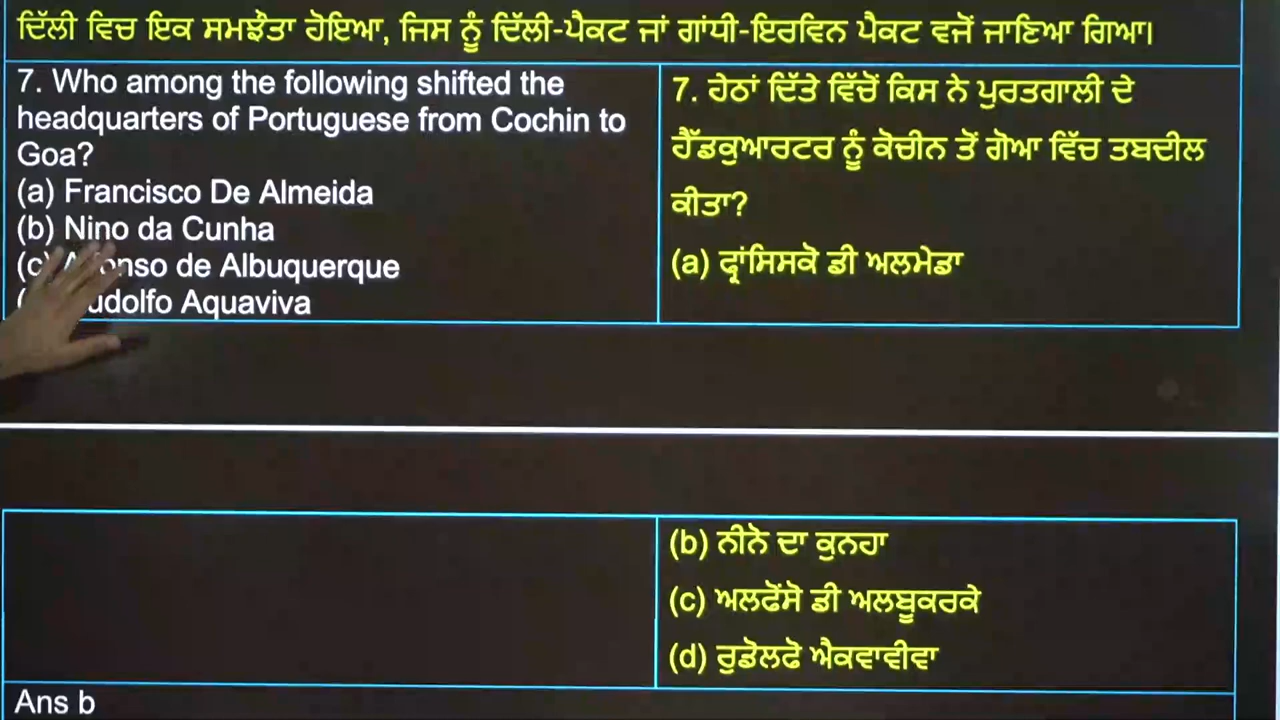 ਦਿੱਲੀ ਵਿਚ ਇਕ ਸਮਝੌਤਾ ਹੋਇਆ, ਜਿਸ ਨੂੰ ਦਿੱਲੀ-ਪੈਕਟ ਜਾਂ ਗਾਂਧੀ-ਇਰਵਿਨ ਪੈਕਟ ਵਜੋਂ ਜਾਣਿਆ ਗਿਆ।
7. Who among the following shifted the
headquarters of Portuguese from Cochin to
Goa?
(a) Francisco De Almeida
(b) Nino da Cunha
(c) de Albuquerque
Aquaviva
7. ਹੇਠਾਂ ਦਿੱਤੇ ਵਿੱਚੋਂ ਕਿਸ ਨੇ ਪੁਰਤਗਾਲੀ ਦੇ
ਹੈੱਡਕੁਆਰਟਰ ਨੂੰ ਕੋਚੀਨ ਤੋਂ ਗੋਆ ਵਿੱਚ ਤਬਦੀਲ
ਕੀਤਾ?
(a) ਫ੍ਰਾਂਸਿਸਕੋ ਡੀ ਅਲਮੇਡਾ
(b) ਨੀਨੋ ਦਾ ਕੁਨਹਾ
(c) ਅਲਫੋਂਸੋ ਡੀ ਅਲਬੂਕਰਕੇ
(d) ਰੁਡੋਲਫੋ ਐਕਵਾਵੀਵਾ
Ans b